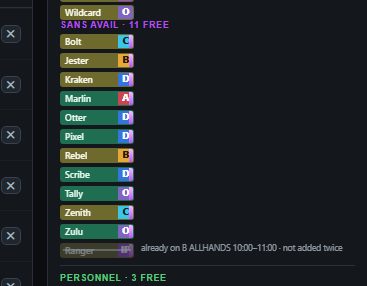 Wildcard O
SANS AVAIL · 11 FREE
Bolt C
Jester B
Kraken D
Marlin A
Otter D
Pixel D
Rebel B
Scribe D
Tally O
Zenith C
Zulu O
Ranger already on B ALLHANDS 10:00–11:00 · not added twice
PERSONNEL · 3 FREE